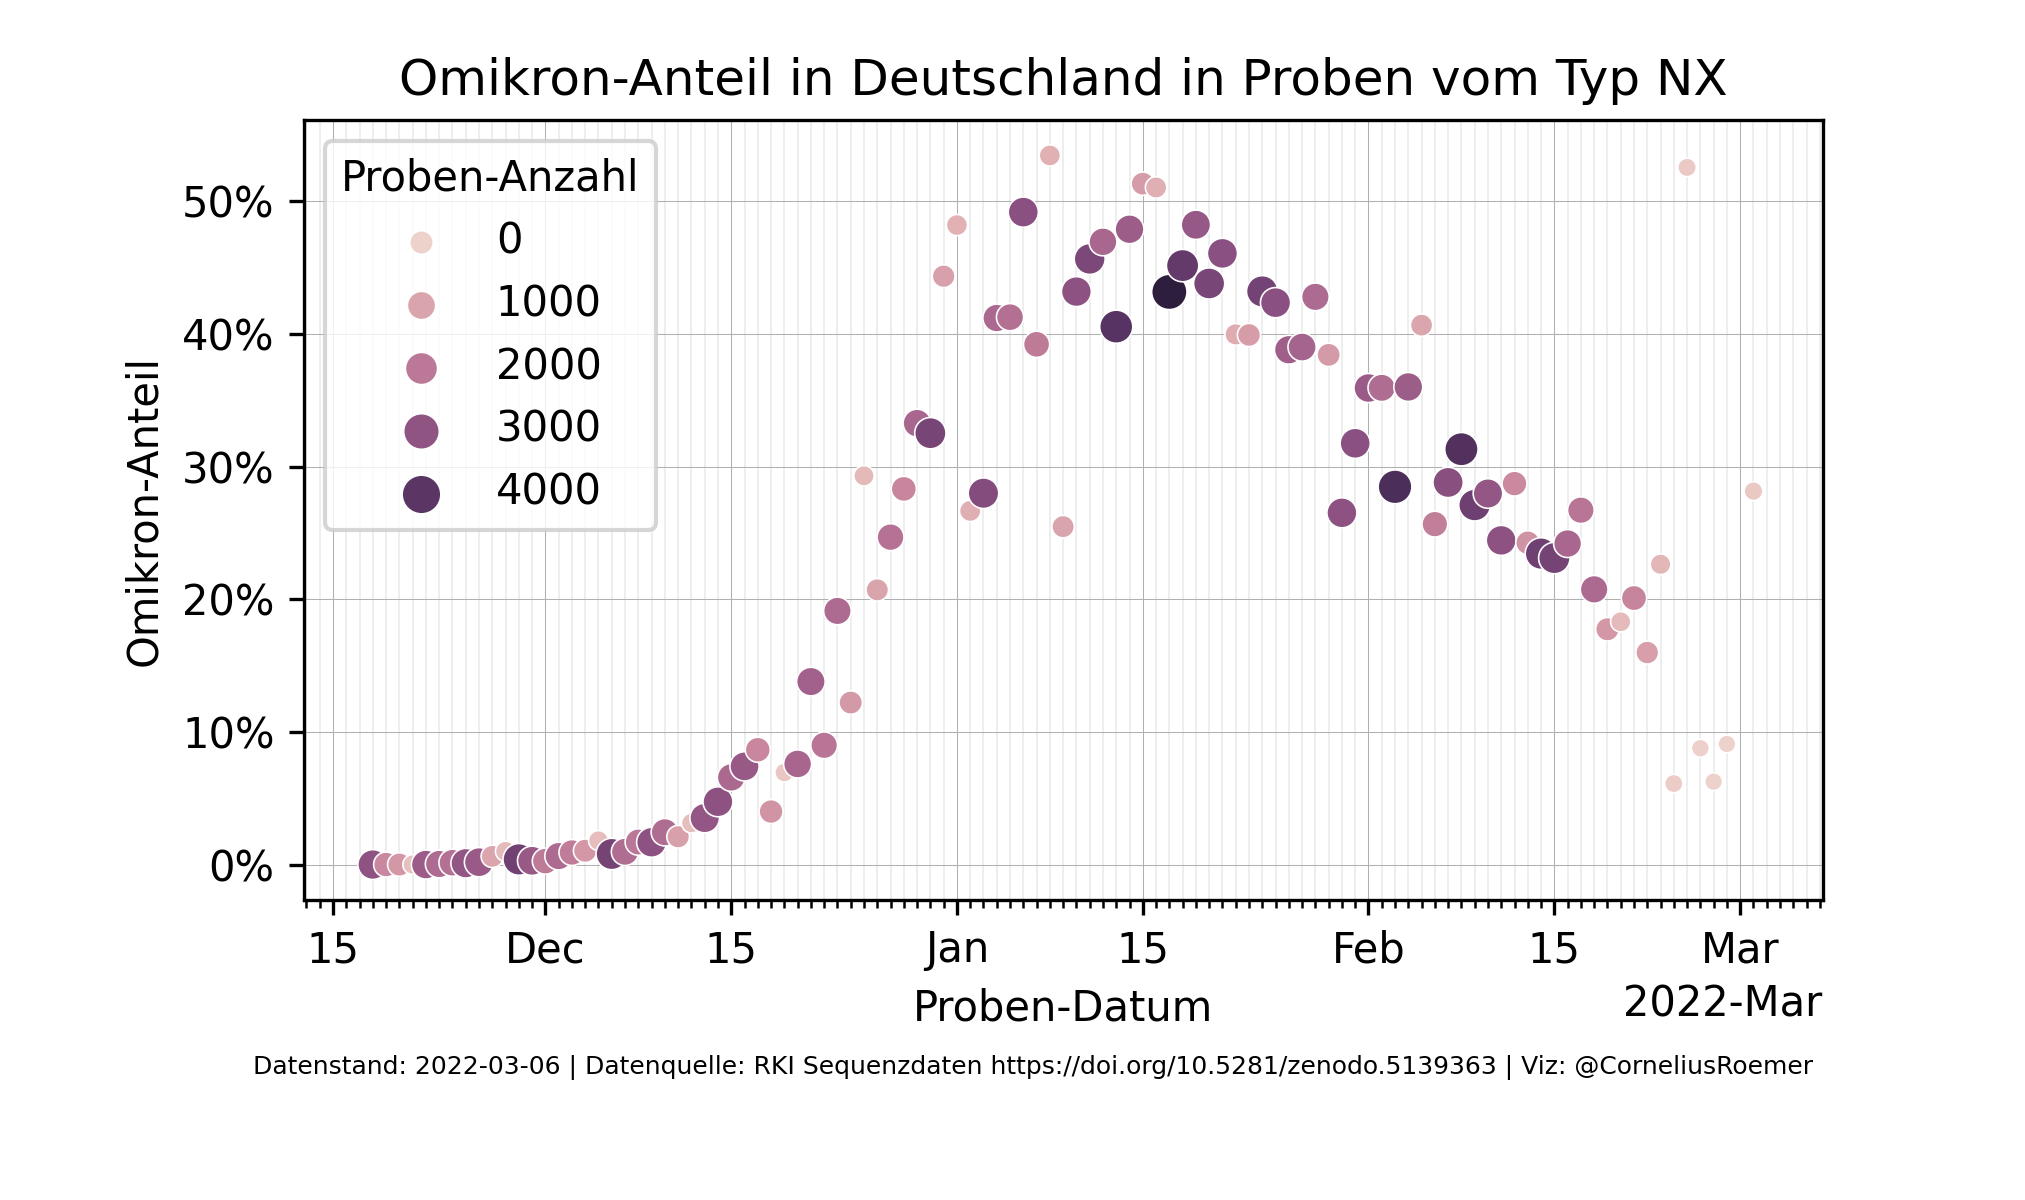 Omikron-Anteil in Deutschland in Proben vom Typ NX
Proben-Anzahl
0
1000
2000
3000
4000
Omikron-Anteil
50%
40%
30%
20%
10%
0%
15 Dec 15 Jan 15 Feb 15 Mar
Proben-Datum
2022-Mar
Datenstand: 2022-03-06 | Datenquelle: RKI Sequenzdaten https://doi.org/10.5281/zenodo.5139363 | Viz: @CorneliusRoemer